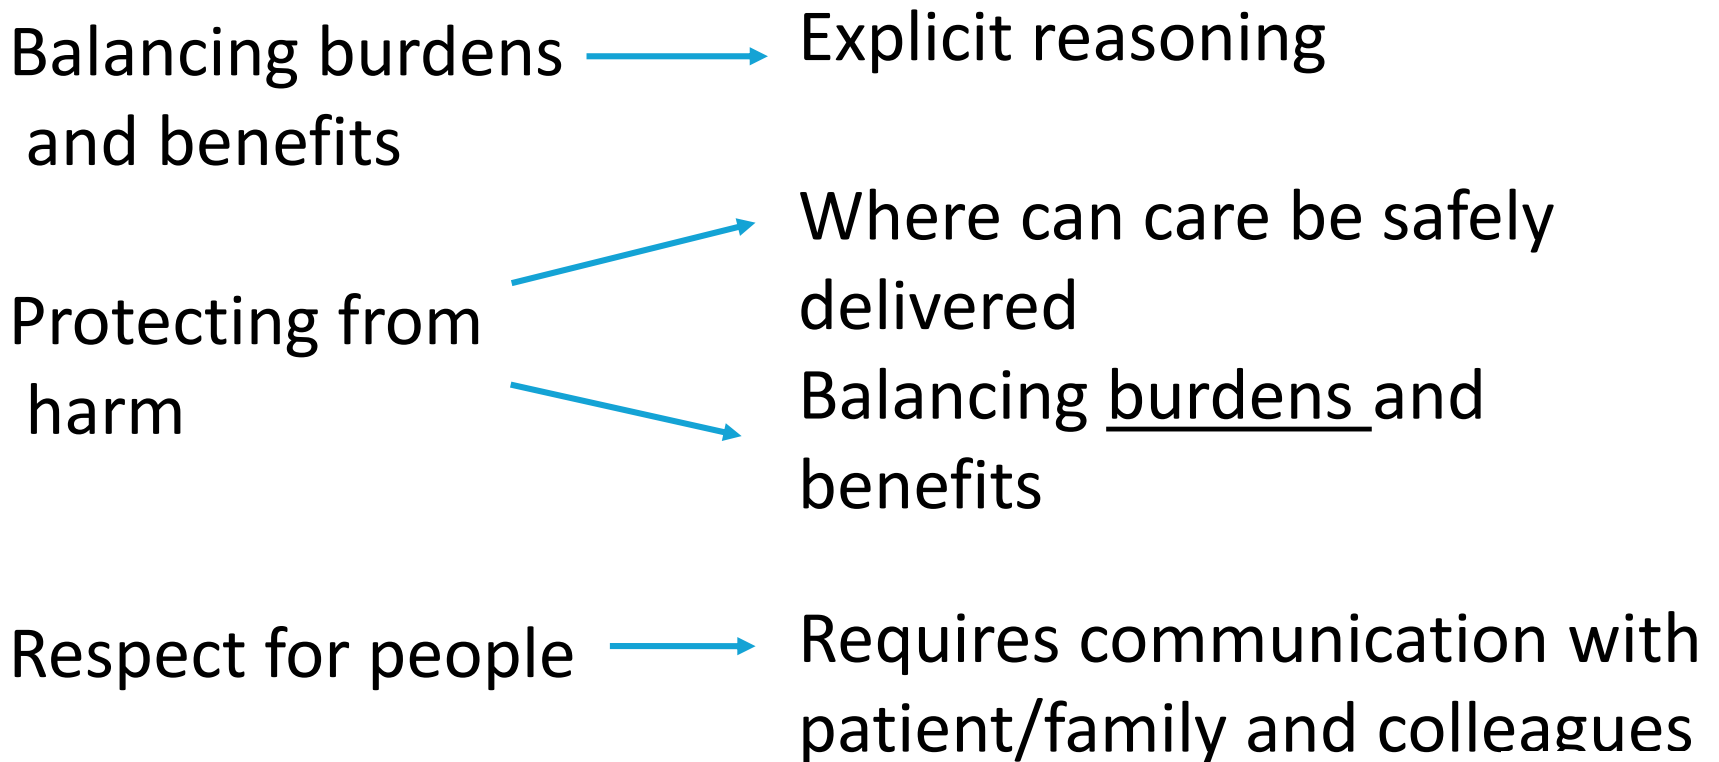 Balancing burdens
and benefits
Explicit reasoning
Protecting from
harm
Where can care be safely
delivered
Balancing burdens and
benefits
Respect for people
Requires communication with
patient/family and colleagues